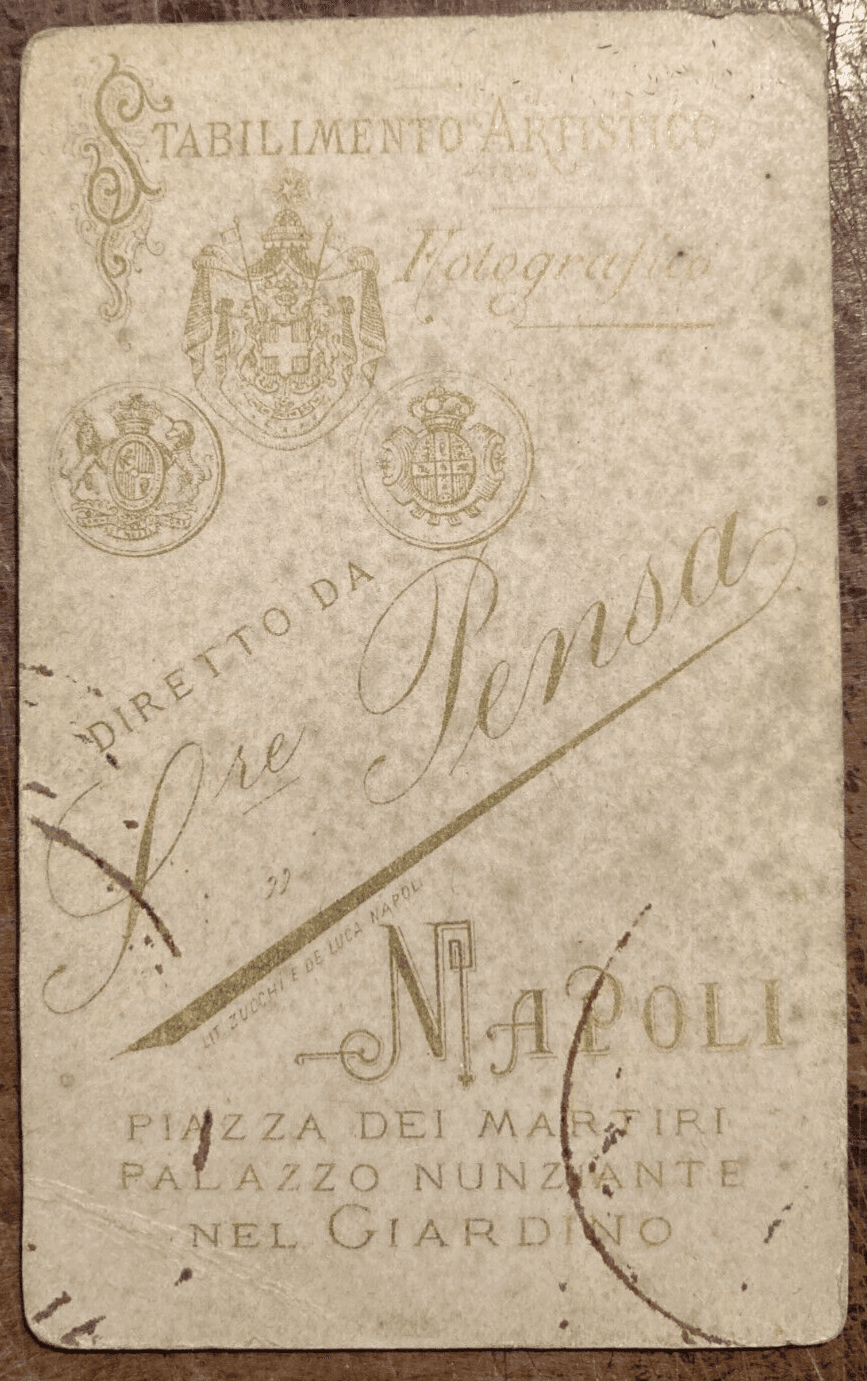 STABILIMENTO ARTISTICO
Fotografico
DIRETTO DA
Sre Pensa
LIT. ZUCCHI E DE LUCA NAPOLI
NAPOLI
PIAZZA DEI MARTIRI
PALAZZO NUNZIANTE
NEL GIARDINO